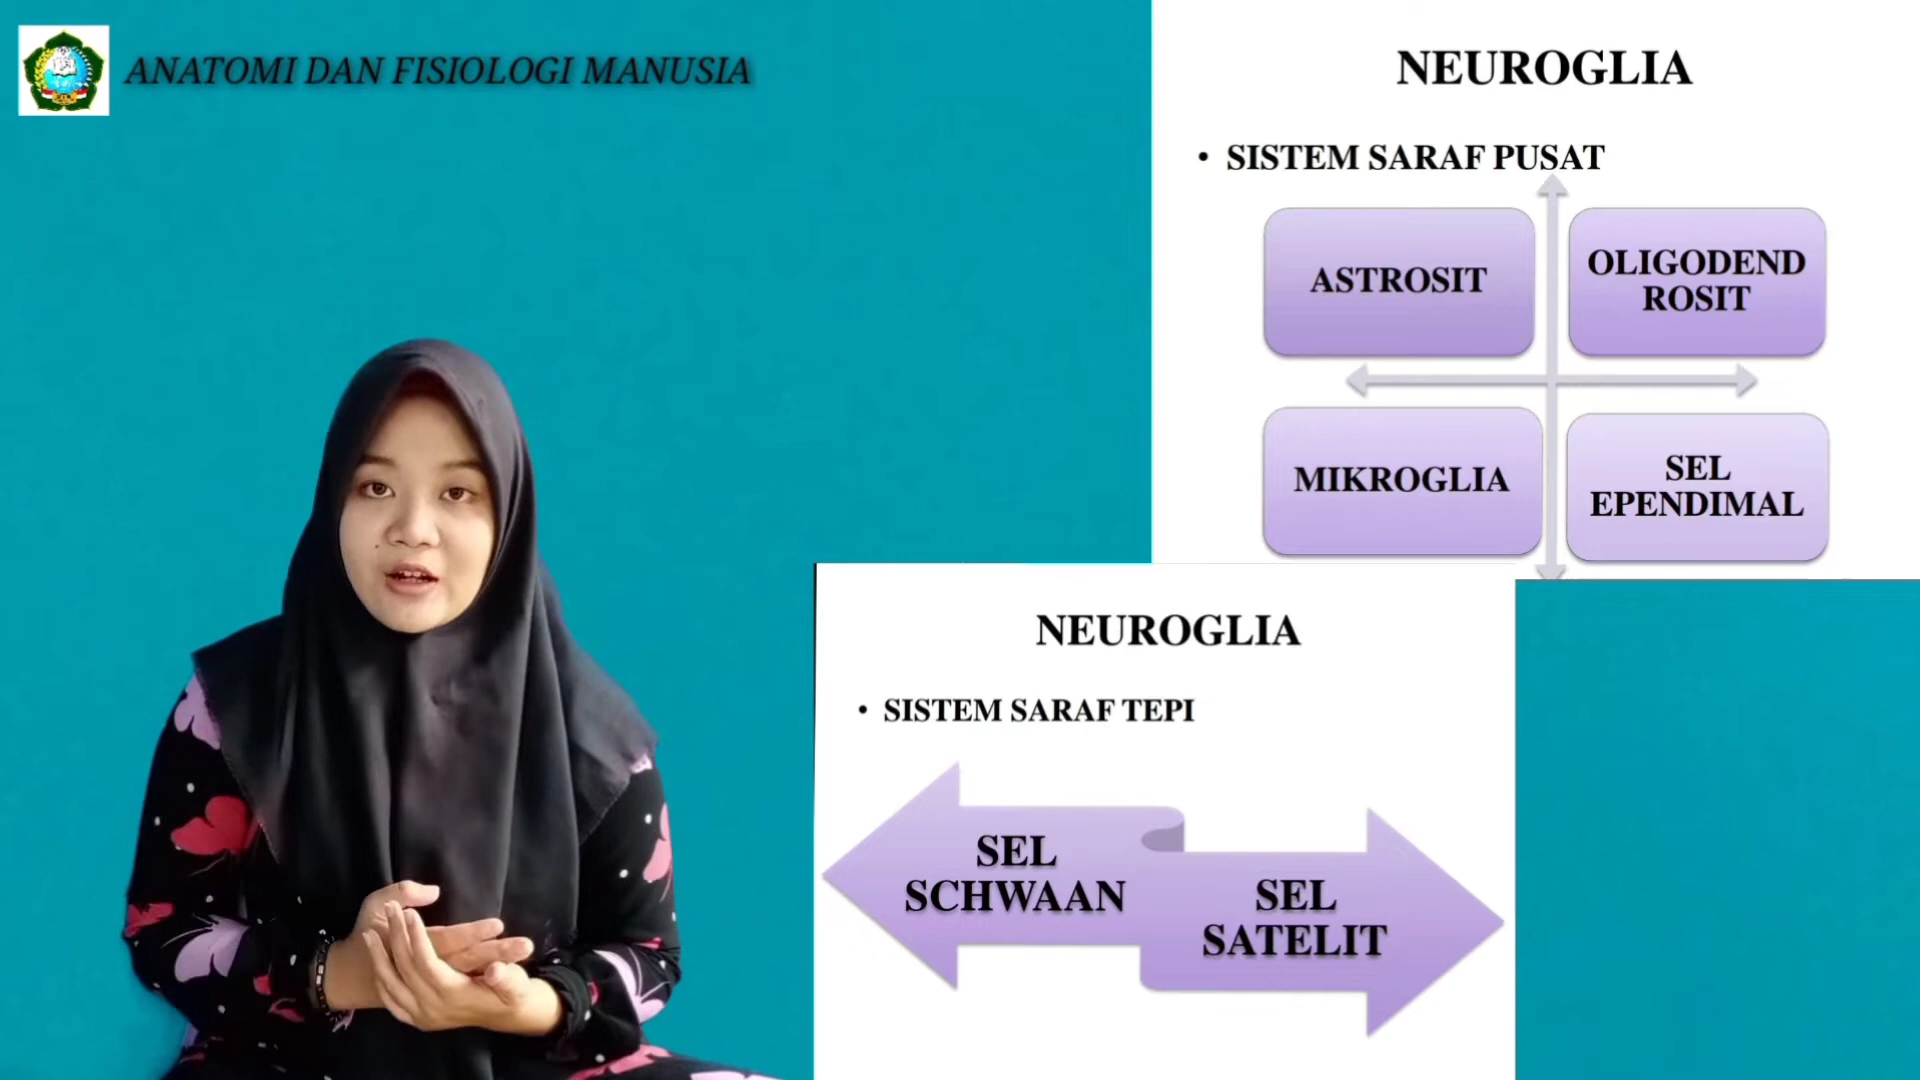 ANATOMI DAN FISIOLOGI MANUSIA
NEUROGLIA
• SISTEM SARAF PUSAT
ASTROSIT
OLIGODEND
ROSIT
MIKROGLIA
SEL
EPENDIMAL
NEUROGLIA
• SISTEM SARAF TEPI
SEL
SCHWAAN
SEL
SATELIT